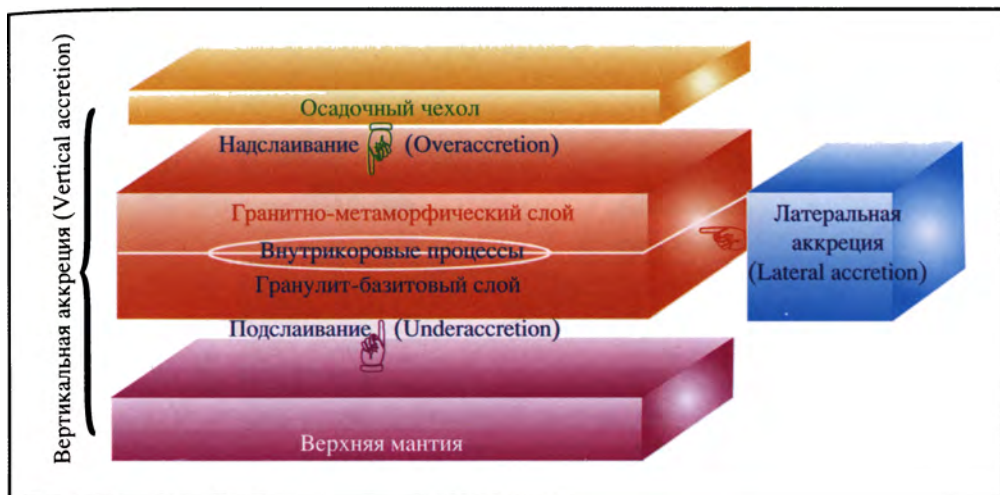 Вертикальная аккреция (Vertical accretion)
Осадочный чехол
Надслаивание (Overaccretion)
Гранитно-метаморфический слой
Внутрикоровые процессы
Гранулит-базитовый слой
Подслаивание (Underaccretion)
Верхняя мантия
Латеральная
аккреция
(Lateral accretion)